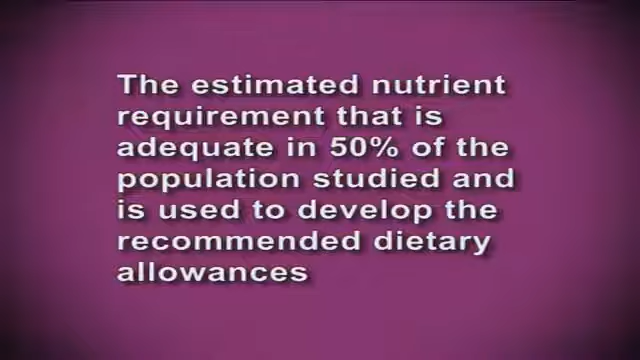 The estimated nutrient
requirement that is
adequate in 50% of the
population studied and
is used to develop the
recommended dietary
allowances